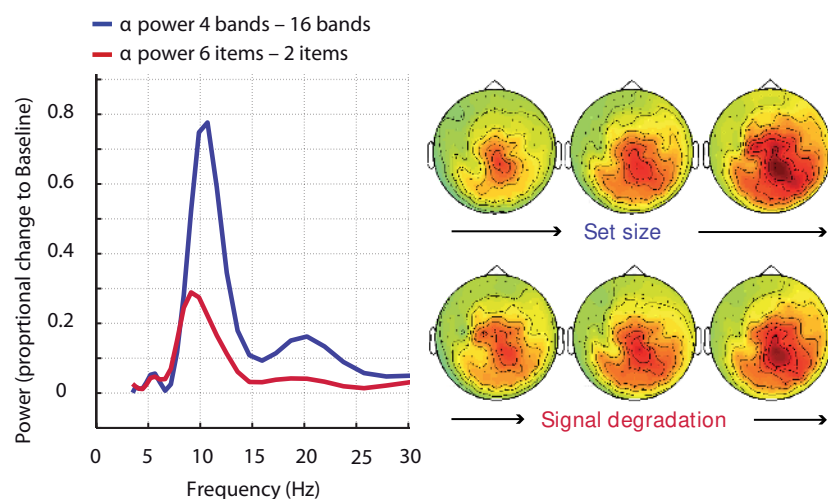 α power 4 bands – 16 bands
α power 6 items – 2 items
Power (proprtional change to Baseline)
0.8
0.6
0.4
0.2
0
0 5 10 15 20 25 30
Frequency (Hz)
Set size
Signal degradation